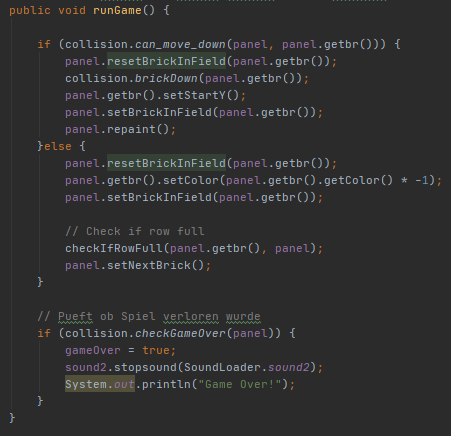 public void runGame() {
if (collision.can_move_down(panel, panel.getbr())) {
panel.resetBrickInField(panel.getbr());
collision.brickDown(panel.getbr());
panel.getbr().setStartY();
panel.setBrickInField(panel.getbr());
panel.repaint();
}else {
panel.resetBrickInField(panel.getbr());
panel.getbr().setColor(panel.getbr().getColor() * -1);
panel.setBrickInField(panel.getbr());
// Check if row full
checkIfRowFull(panel.getbr(), panel);
panel.setNextBrick();
}
// Pueft ob Spiel verloren wurde
if (collision.checkGameOver(panel)) {
gameOver = true;
sound2.stopsound(SoundLoader.sound2);
System.out.println("Game Over!");
}
}